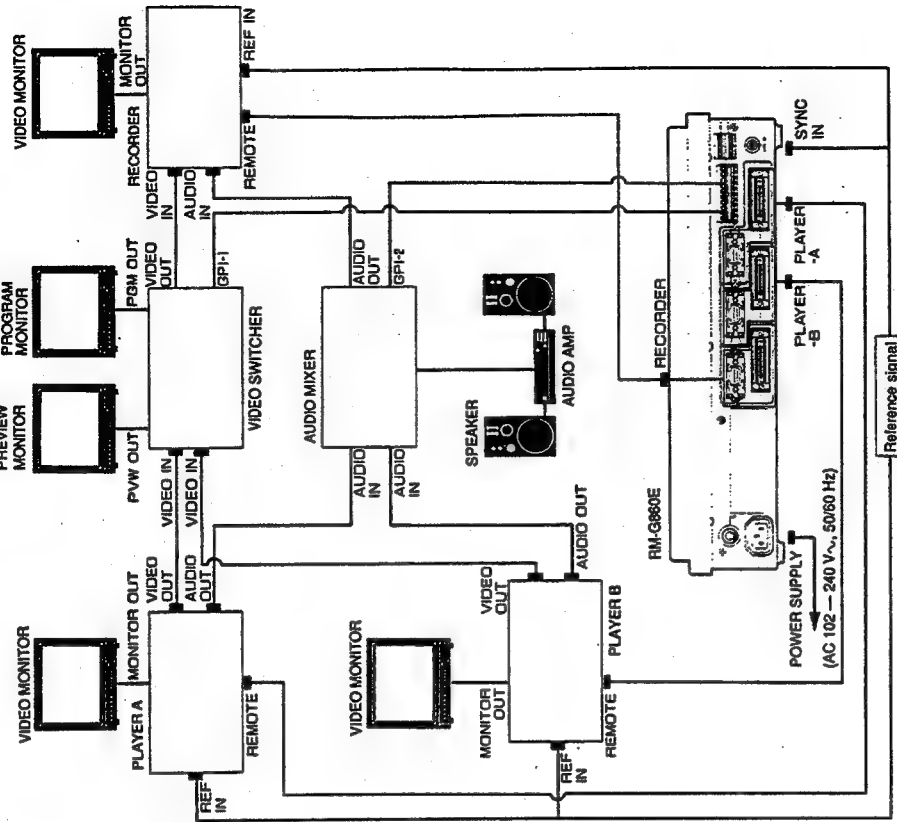 VIDEO MONITOR
MONITOR OUT
PLAYER A
VIDEO OUT
AUDIO OUT
REMOTE
REF IN
VIDEO MONITOR
MONITOR OUT
VIDEO OUT
AUDIO OUT
PLAYER B
REMOTE
REF IN
PREVIEW MONITOR
PROGRAM MONITOR
PVW OUT
PGM OUT
VIDEO IN
VIDEO IN
VIDEO OUT
GPI-1
VIDEO SWITCHER
AUDIO MIXER
AUDIO IN
AUDIO IN
AUDIO OUT
GPI-2
SPEAKER
AUDIO AMP
VIDEO MONITOR
MONITOR OUT
RECORDER
VIDEO IN
AUDIO IN
REMOTE
REF IN
RM-G860E
RECORDER
POWER SUPPLY
(AC 102 — 240 V~, 50/60 Hz)
PLAYER -B
PLAYER -A
SYNC IN
Reference signal